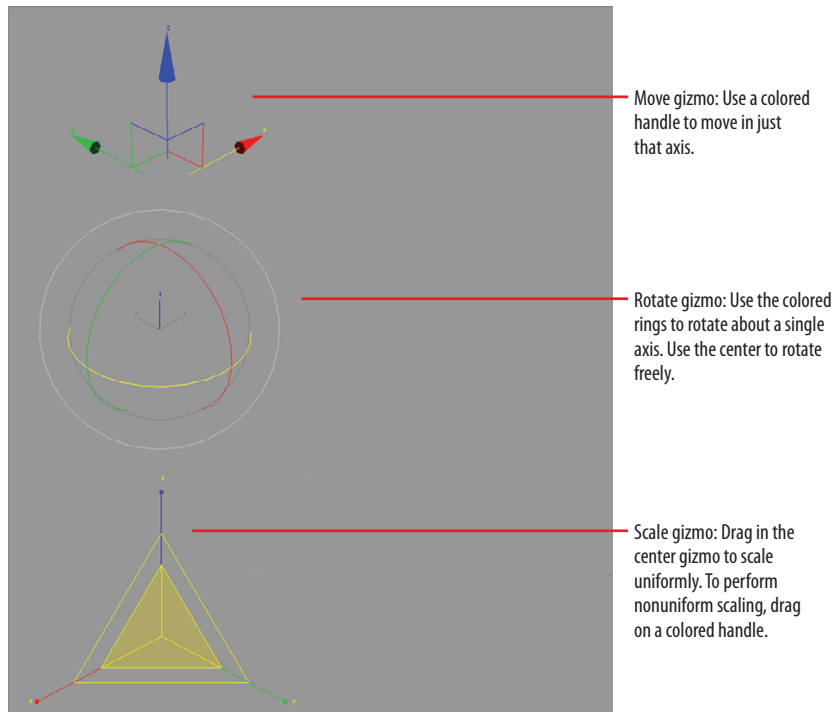 z
Move gizmo: Use a colored
handle to move in just
that axis.
x
Rotate gizmo: Use the colored
rings to rotate about a single
axis. Use the center to rotate
freely.
z
Scale gizmo: Drag in the
center gizmo to scale
uniformly. To perform
nonuniform scaling, drag
on a colored handle.
x
y